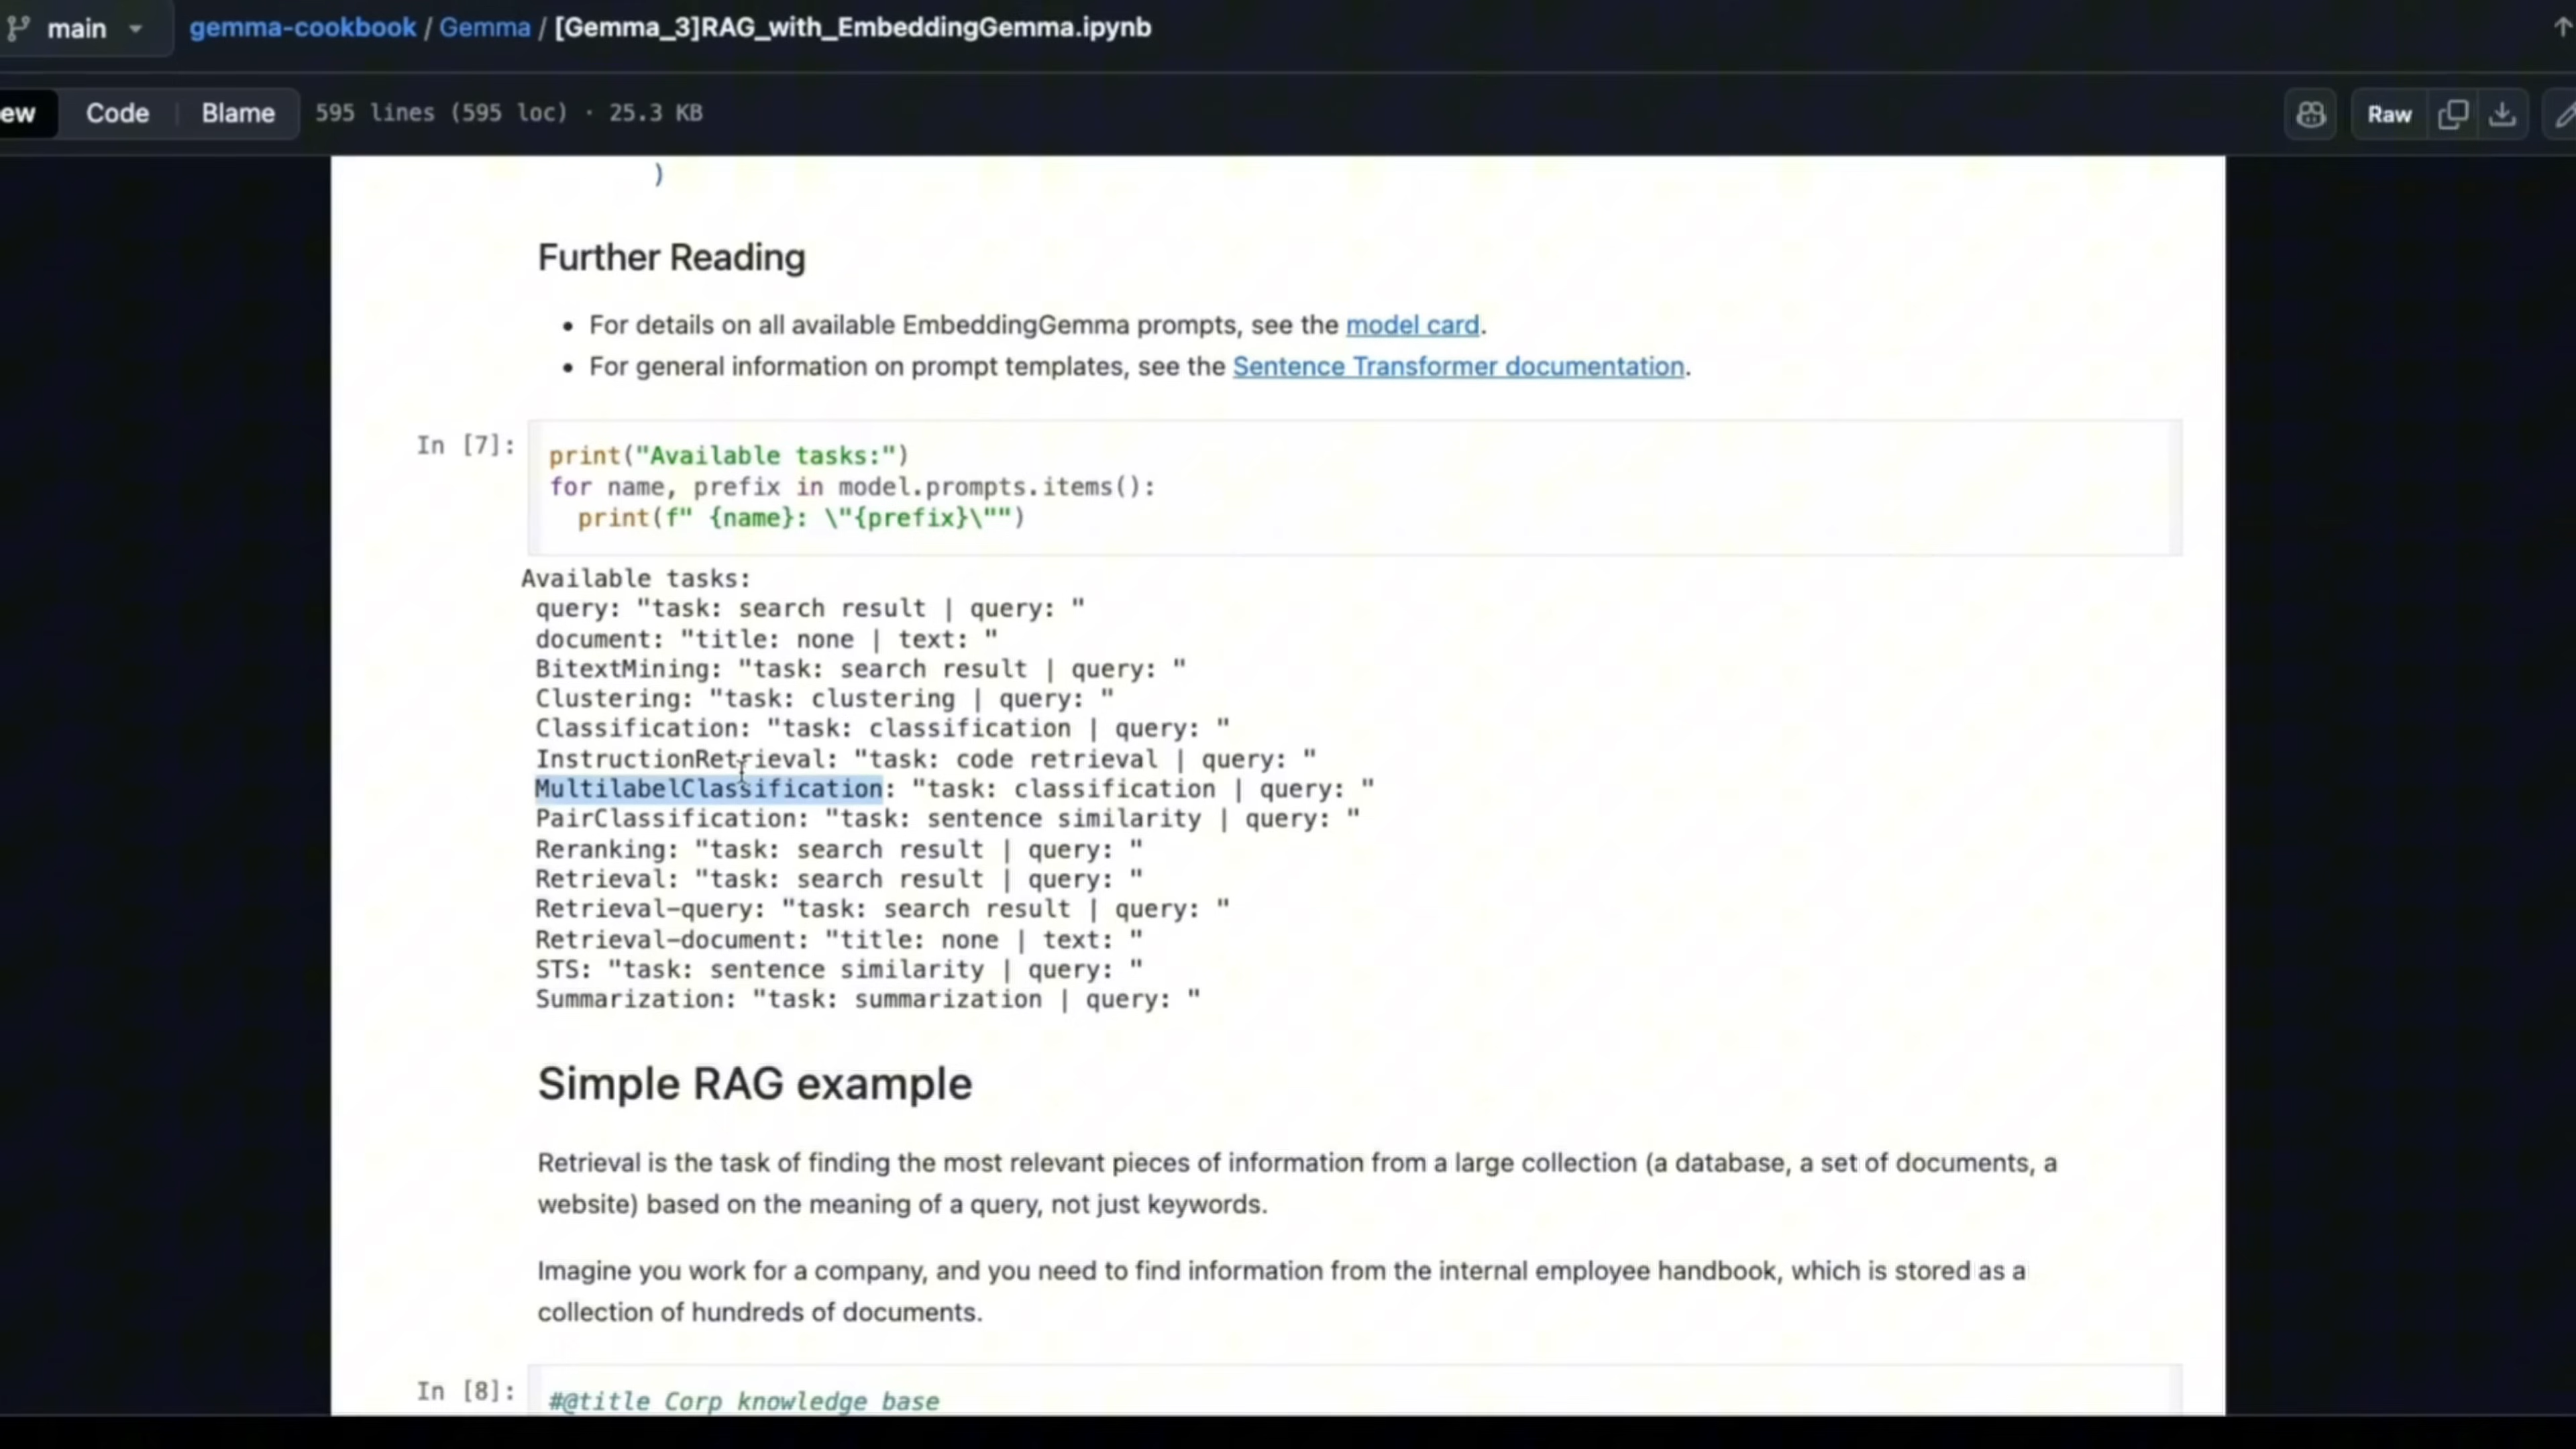 main
gemma-cookbook / Gemma / [Gemma_3]RAG_with_EmbeddingGemma.ipynb
ew
Code
Blame
595 lines (595 loc) · 25.3 KB
Raw
)
Further Reading
• For details on all available EmbeddingGemma prompts, see the model card.
• For general information on prompt templates, see the Sentence Transformer documentation.
In [7]:
print("Available tasks:")
for name, prefix in model.prompts.items():
  print(f" {name}: \"{prefix}\"")
Available tasks:
 query: "task: search result | query: "
 document: "title: none | text: "
 BitextMining: "task: search result | query: "
 Clustering: "task: clustering | query: "
 Classification: "task: classification | query: "
 InstructionRetrieval: "task: code retrieval | query: "
 MultilabelClassification: "task: classification | query: "
 PairClassification: "task: sentence similarity | query: "
 Reranking: "task: search result | query: "
 Retrieval: "task: search result | query: "
 Retrieval-query: "task: search result | query: "
 Retrieval-document: "title: none | text: "
 STS: "task: sentence similarity | query: "
 Summarization: "task: summarization | query: "
Simple RAG example
Retrieval is the task of finding the most relevant pieces of information from a large collection (a database, a set of documents, a
website) based on the meaning of a query, not just keywords.
Imagine you work for a company, and you need to find information from the internal employee handbook, which is stored as a
collection of hundreds of documents.
In [8]:
#@title Corp knowledge base